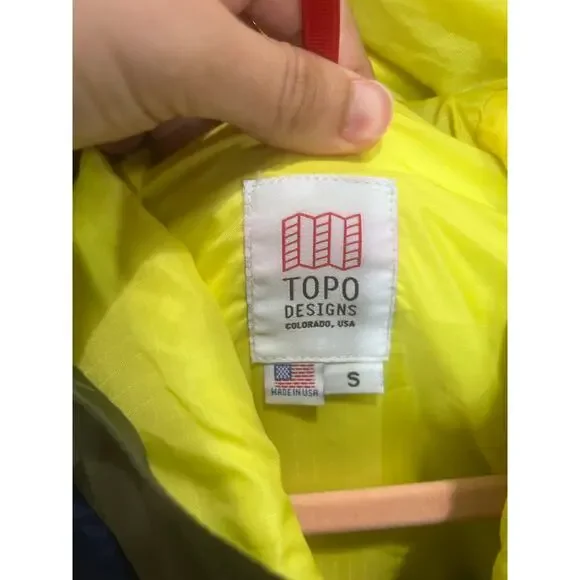 TOPO
DESIGNS
COLORADO, USA
MADE IN USA
S